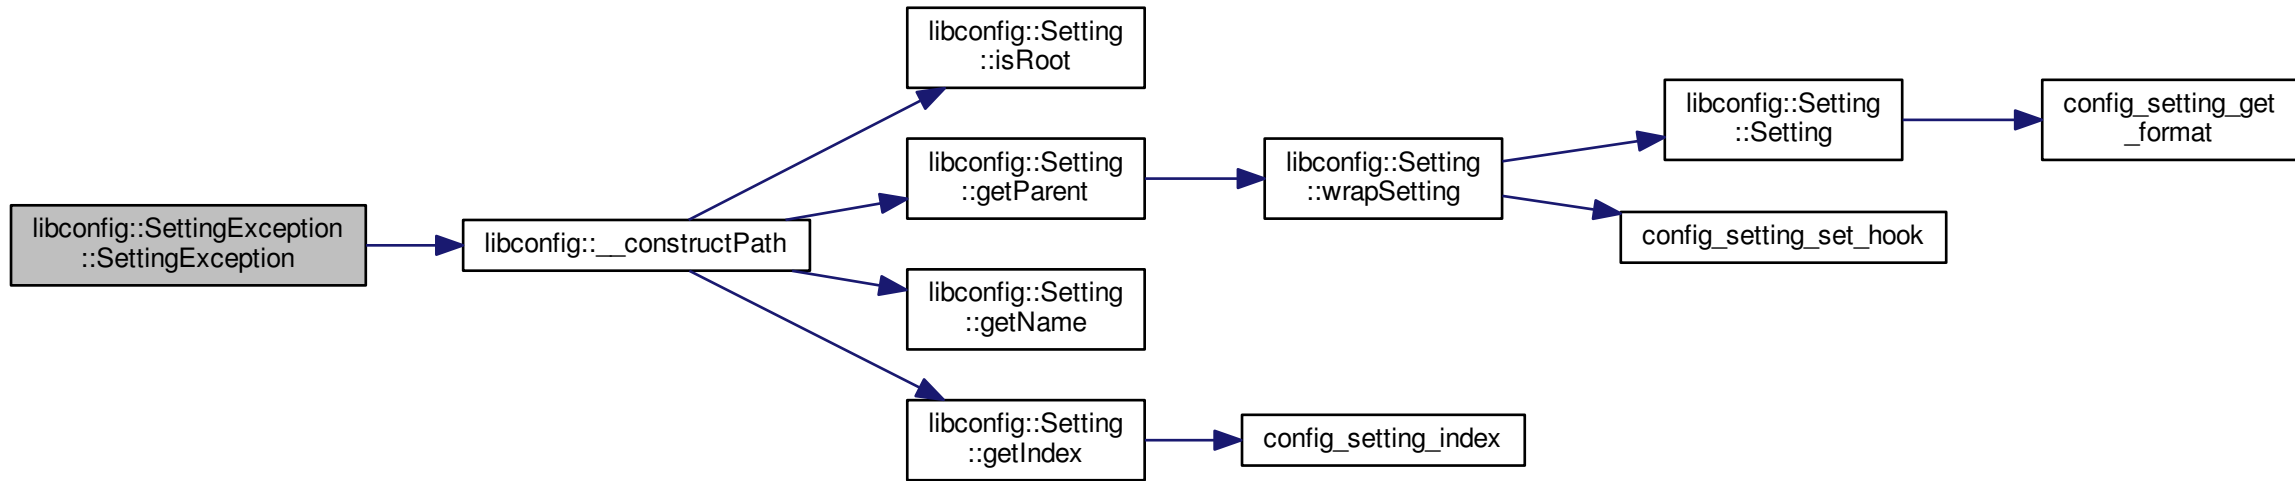 libconfig::SettingException
::SettingException
libconfig::__constructPath
libconfig::Setting
::isRoot
libconfig::Setting
::getParent
libconfig::Setting
::getName
libconfig::Setting
::getIndex
libconfig::Setting
::wrapSetting
config_setting_index
libconfig::Setting
::Setting
config_setting_set_hook
config_setting_get
_format